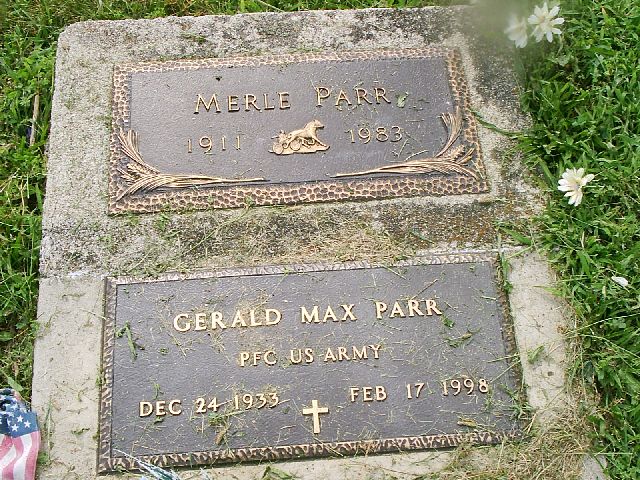 MERLE PARR
1911 1983
GERALD MAX PARR
PFC US ARMY
DEC 24 1933 FEB 17 1998